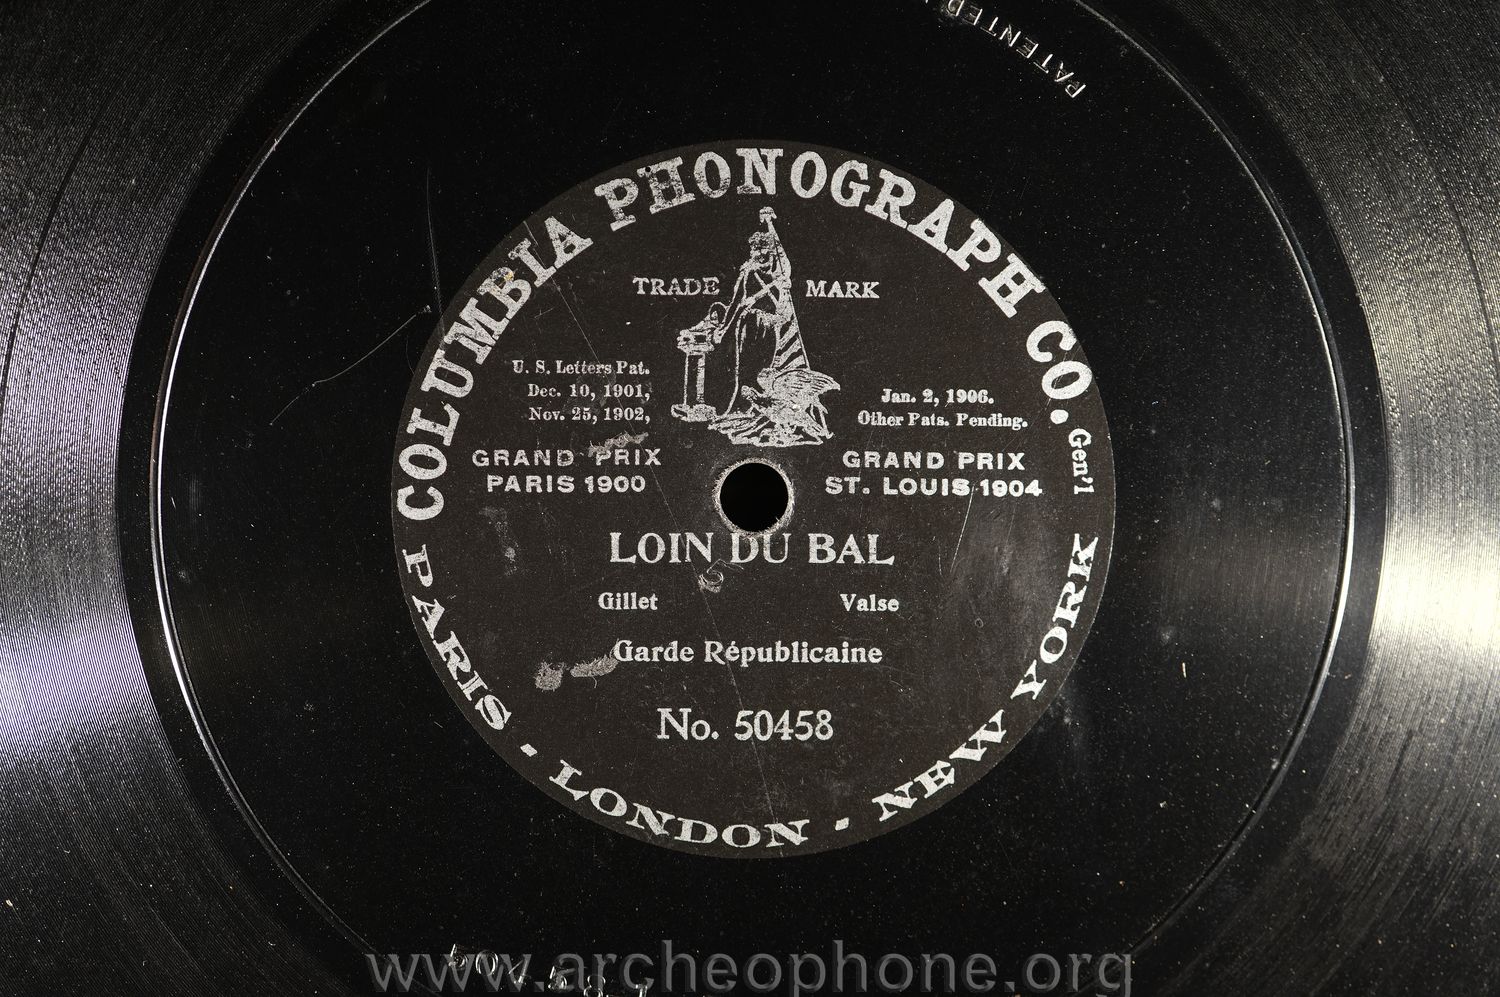 PATENTED
COLUMBIA PHONOGRAPH CO. Gen'l
TRADE MARK
U. S. Letters Pat.
Dec. 10, 1901,
Nov. 25, 1902,
Jan. 2, 1906.
Other Pats. Pending.
GRAND PRIX
PARIS 1900
GRAND PRIX
ST. LOUIS 1904
LOIN DU BAL
Gillet Valse
Garde Républicaine
No. 50458
PARIS - LONDON - NEW YORK
50458-1
www.archeophone.org